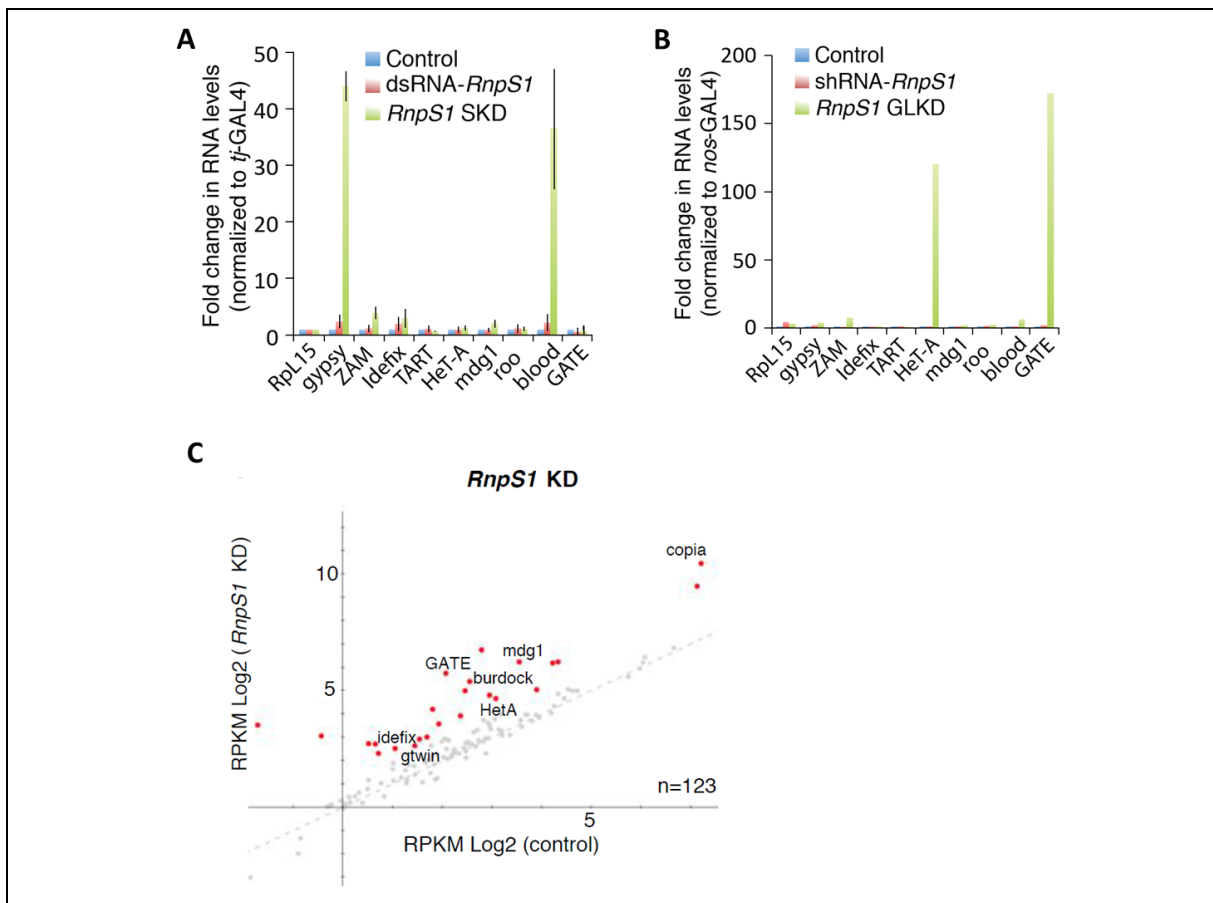 A
Fold change in RNA levels
(normalized to tj-GAL4)
50
40
30
20
10
0
Control
dsRNA-RnpS1
RnpS1 SKD
RpL15
gypsy
ZAM
Idefix
TART
HeT-A
mdg1
roo
blood
GATE
B
Fold change in RNA levels
(normalized to nos-GAL4)
200
150
100
50
0
Control
shRNA-RnpS1
RnpS1 GLKD
RpL15
gypsy
ZAM
Idefix
TART
HeT-A
mdg1
roo
blood
GATE
C
RnpS1 KD
RPKM Log2 ( RnpS1 KD)
10
5
copia
GATE
mdg1
burdock
HetA
idefix
gtwin
n=123
5
RPKM Log2 (control)